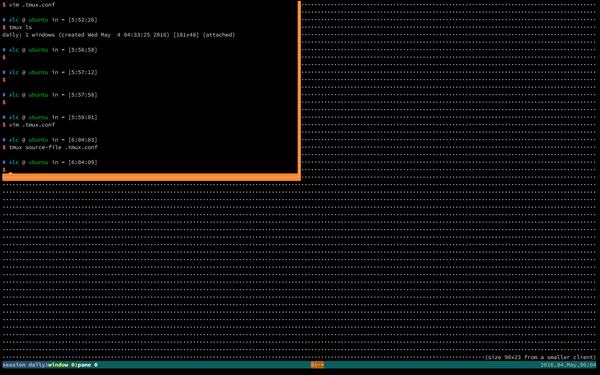 $ vim .tmux.conf
# xlc @ ubuntu in ~ [5:52:26]
$ tmux ls
daily: 1 windows (created Wed May  4 04:33:25 2016) [181x48] (attached)
# xlc @ ubuntu in ~ [5:56:58]
$
# xlc @ ubuntu in ~ [5:57:12]
$
# xlc @ ubuntu in ~ [5:57:58]
$
# xlc @ ubuntu in ~ [5:59:01]
$ vim .tmux.conf
# xlc @ ubuntu in ~ [6:04:03]
$ tmux source-file .tmux.conf
# xlc @ ubuntu in ~ [6:04:09]
$
(size 90x23 from a smaller client)
session daily:window 0:pane 0 2016.04.May,06:04